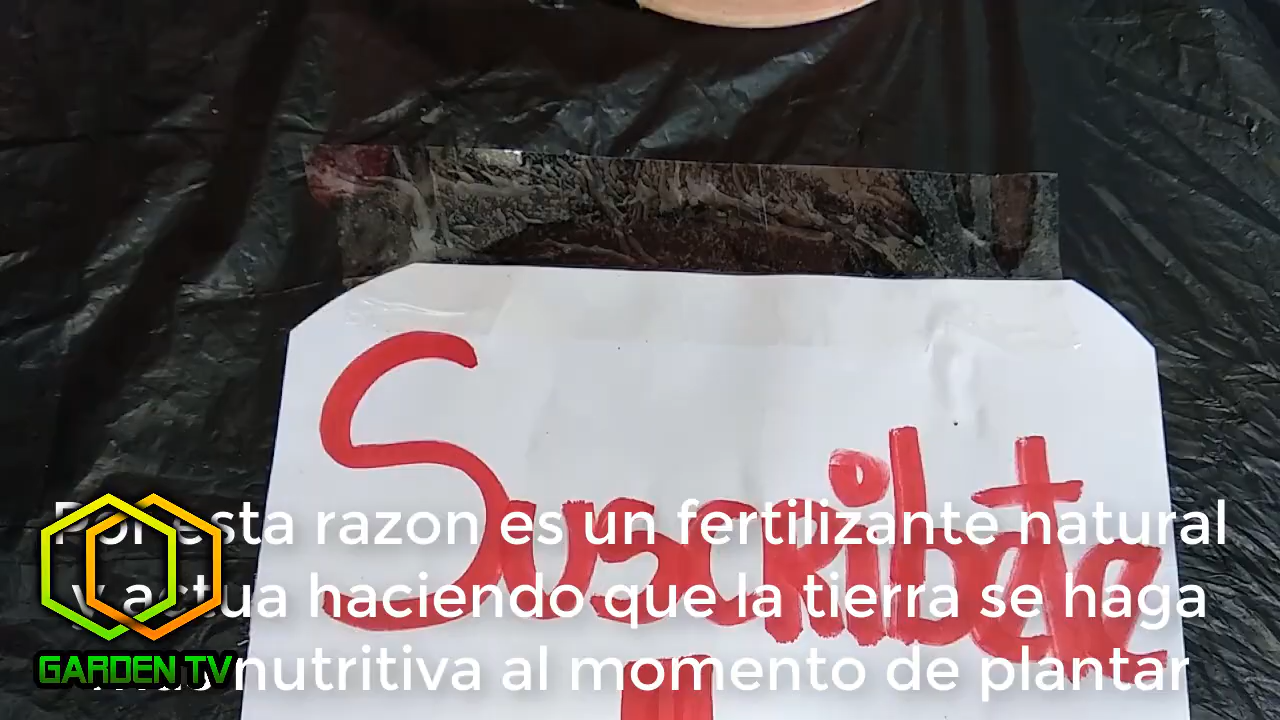 Suscribete
Por esta razon es un fertilizante natural
y actua haciendo que la tierra se haga
mas nutritiva al momento de plantar
GARDEN TV